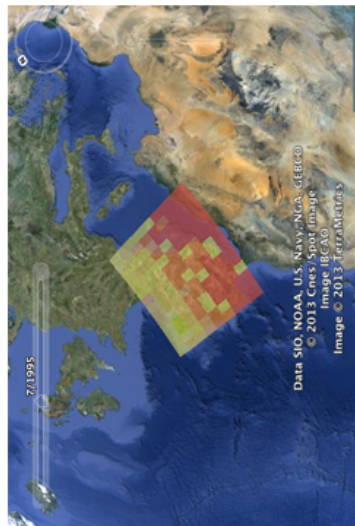 7/1995
N
Data SIO, NOAA, U.S. Navy, NGA, GEBCO
© 2013 Cnes/Spot Image
Image IBCAO
Image © 2013 TerraMetrics